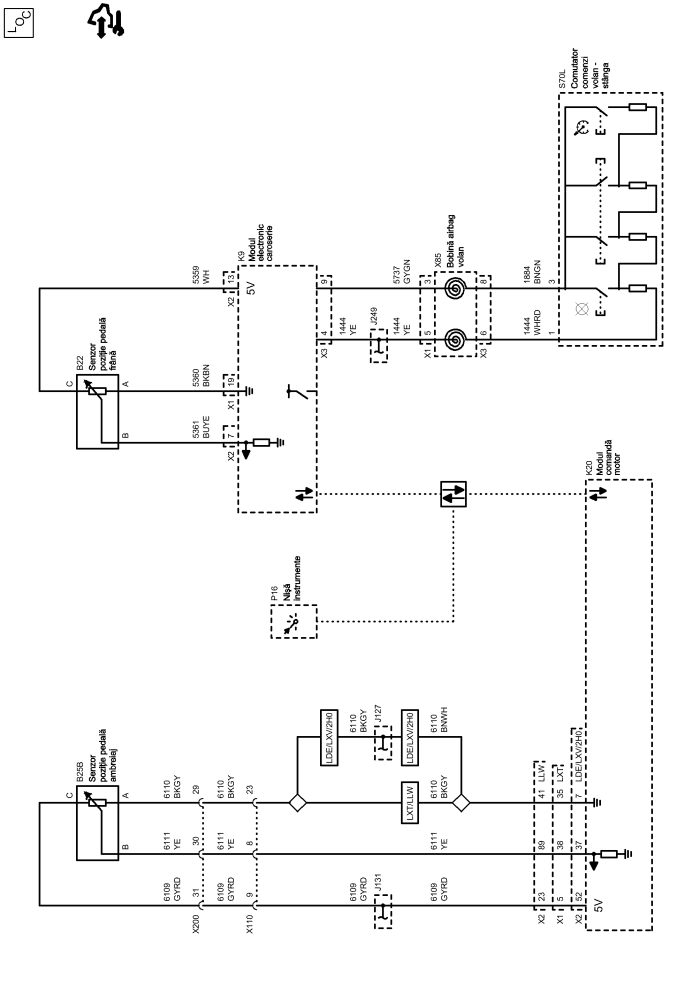 LOC
S70L
Comutator
comenzi
volan -
stânga
3
1
1884
BNGN
1444
WHRD
X85
Bobină airbag
volan
3
8
5
6
X1
X3
5737
GYGN
1444
YE
J249
1444
YE
9
4
X3
K9
Modul
electronic
caroserie
5V
13
X2
19
X1
7
X2
5359
WH
5360
BKBN
5361
BUYE
B22
Senzor
poziţie pedală
frână
C
A
B
K20
Modul
comandă
motor
P16
Nişă
instrumente
B25B
Senzor
poziţie pedală
ambreiaj
C
A
B
6110
BKGY
29
6110
BKGY
23
6111
YE
30
6111
YE
8
6109
GYRD
31
6109
GYRD
9
X200
X110
LDE/LXV/2H0
6110
BKGY
J127
LDE/LXV/2H0
6110
BNWH
LXT/LLW
6110
BKGY
6111
YE
6109
GYRD
J131
6109
GYRD
41
LLW
35
LXT
7
LDE/LXV/2H0
89
38
37
23
5
52
X2
X1
X2
5V